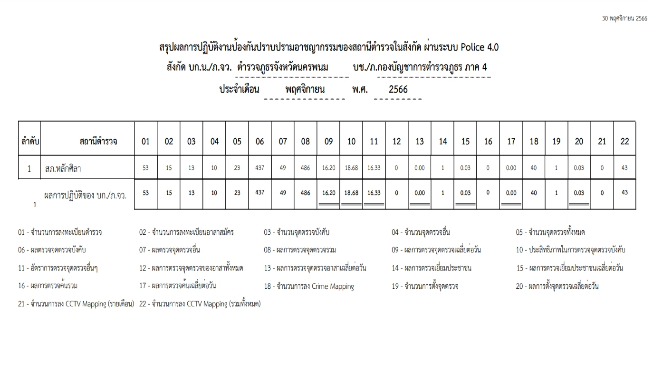 30 พฤศจิกายน 2566
สรุปผลการปฏิบัติงานป้องกันปราบปรามอาชญากรรมของสถานีตำรวจในสังกัด ผ่านระบบ Police 4.0
สังกัด บก.น./ภ.จว. ตำรวจภูธรจังหวัดนครพนม บช./ภ.กองบัญชาการตำรวจภูธร ภาค 4
ประจำเดือน พฤศจิกายน พ.ศ. 2566
ลำดับ สถานีตำรวจ 01 02 03 04 05 06 07 08 09 10 11 12 13 14 15 16 17 18 19 20 21 22
1 สภ.หลักศิลา 53 15 13 10 23 437 49 486 16.20 18.68 16.33 0 0.00 1 0.03 0 0.00 40 1 0.03 0 43
1 ผลการปฏิบัติของ บก./ภ.จว. 53 15 13 10 23 437 49 486 16.20 18.68 16.33 0 0.00 1 0.03 0 0.00 40 1 0.03 0 43
01 - จำนวนการลงทะเบียนตำรวจ 02 - จำนวนการลงทะเบียนอาสาสมัคร 03 - จำนวนจุดตรวจบังคับ 04 - จำนวนจุดตรวจอื่น 05 - จำนวนจุดตรวจทั้งหมด
06 - ผลตรวจจุดตรวจบังคับ 07 - ผลตรวจจุดตรวจอื่น 08 - ผลการตรวจจุดตรวจรวม 09 - ผลการตรวจจุดตรวจเฉลี่ยต่อวัน 10 - ประสิทธิภาพในการตรวจจุดตรวจบังคับ
11 - อัตราการตรวจจุดตรวจอื่นๆ 12 - ผลการตรวจจุดตรวจของอาสาทั้งหมด 13 - ผลการตรวจจุดตรวจอาสาเฉลี่ยต่อวัน 14 - ผลการตรวจเยี่ยมประชาชน 15 - ผลการตรวจเยี่ยมประชาชนเฉลี่ยต่อวัน
16 - ผลการตรวจค้นรวม 17 - ผลการตรวจค้นเฉลี่ยต่อวัน 18 - จำนวนการลง Crime Mapping 19 - จำนวนการตั้งจุดตรวจ 20 - ผลการตั้งจุดตรวจเฉลี่ยต่อวัน
21 - จำนวนการลง CCTV Mapping (รายเดือน) 22 - จำนวนการลง CCTV Mapping (รวมทั้งหมด)